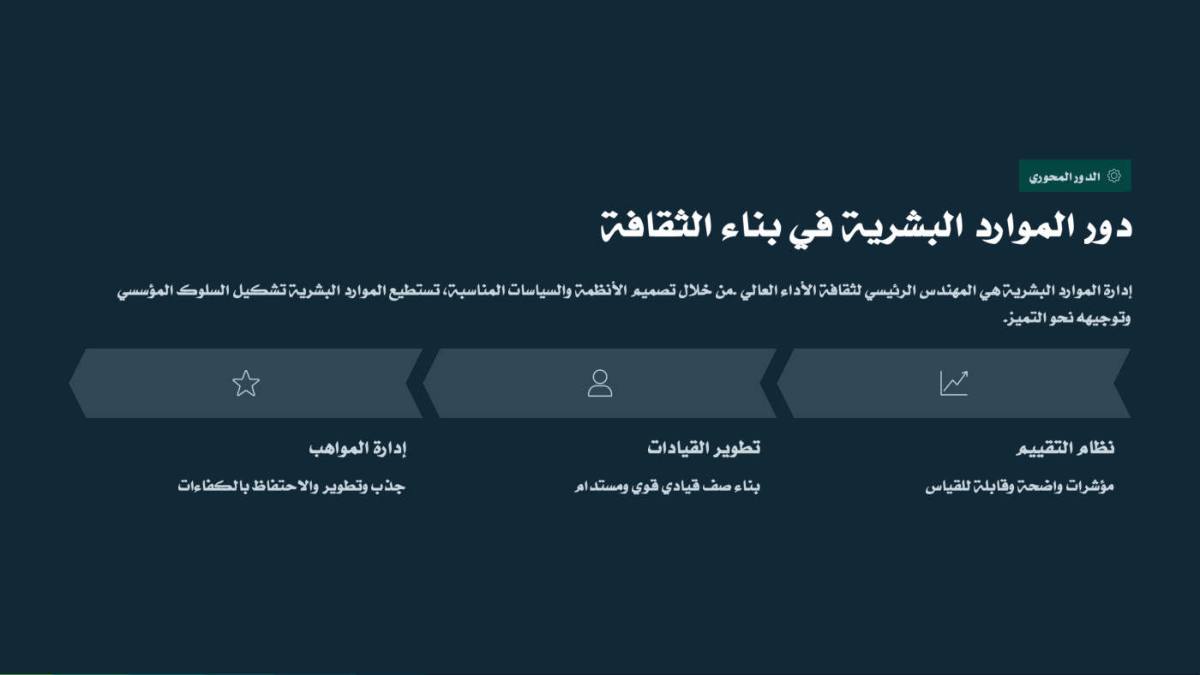 الدور المحوري
دور الموارد البشرية في بناء الثقافة
إدارة الموارد البشرية هي المهندس الرئيسي لثقافة الأداء العالي .من خلال تصميم الأنظمة والسياسات المناسبة، تستطيع الموارد البشرية تشكيل السلوك المؤسسي
وتوجيهه نحو التميز.
نظام التقييم
مؤشرات واضحة وقابلة للقياس
تطوير القيادات
بناء صف قيادي قوي ومستدام
إدارة المواهب
جذب وتطوير والاحتفاظ بالكفاءات